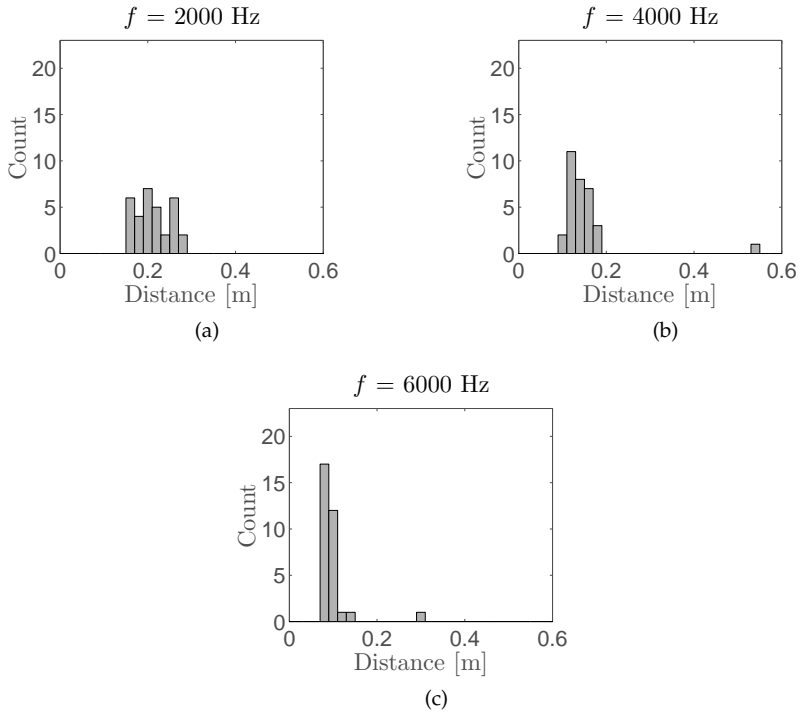 f = 2000 Hz
20
15
10
5
0
Count
0 0.2 0.4 0.6
Distance [m]
(a)
f = 4000 Hz
20
15
10
5
0
Count
0 0.2 0.4 0.6
Distance [m]
(b)
f = 6000 Hz
20
15
10
5
0
Count
0 0.2 0.4 0.6
Distance [m]
(c)